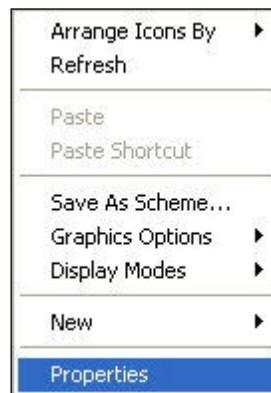 Arrange Icons By
Refresh
Paste
Paste Shortcut
Save As Scheme...
Graphics Options
Display Modes
New
Properties